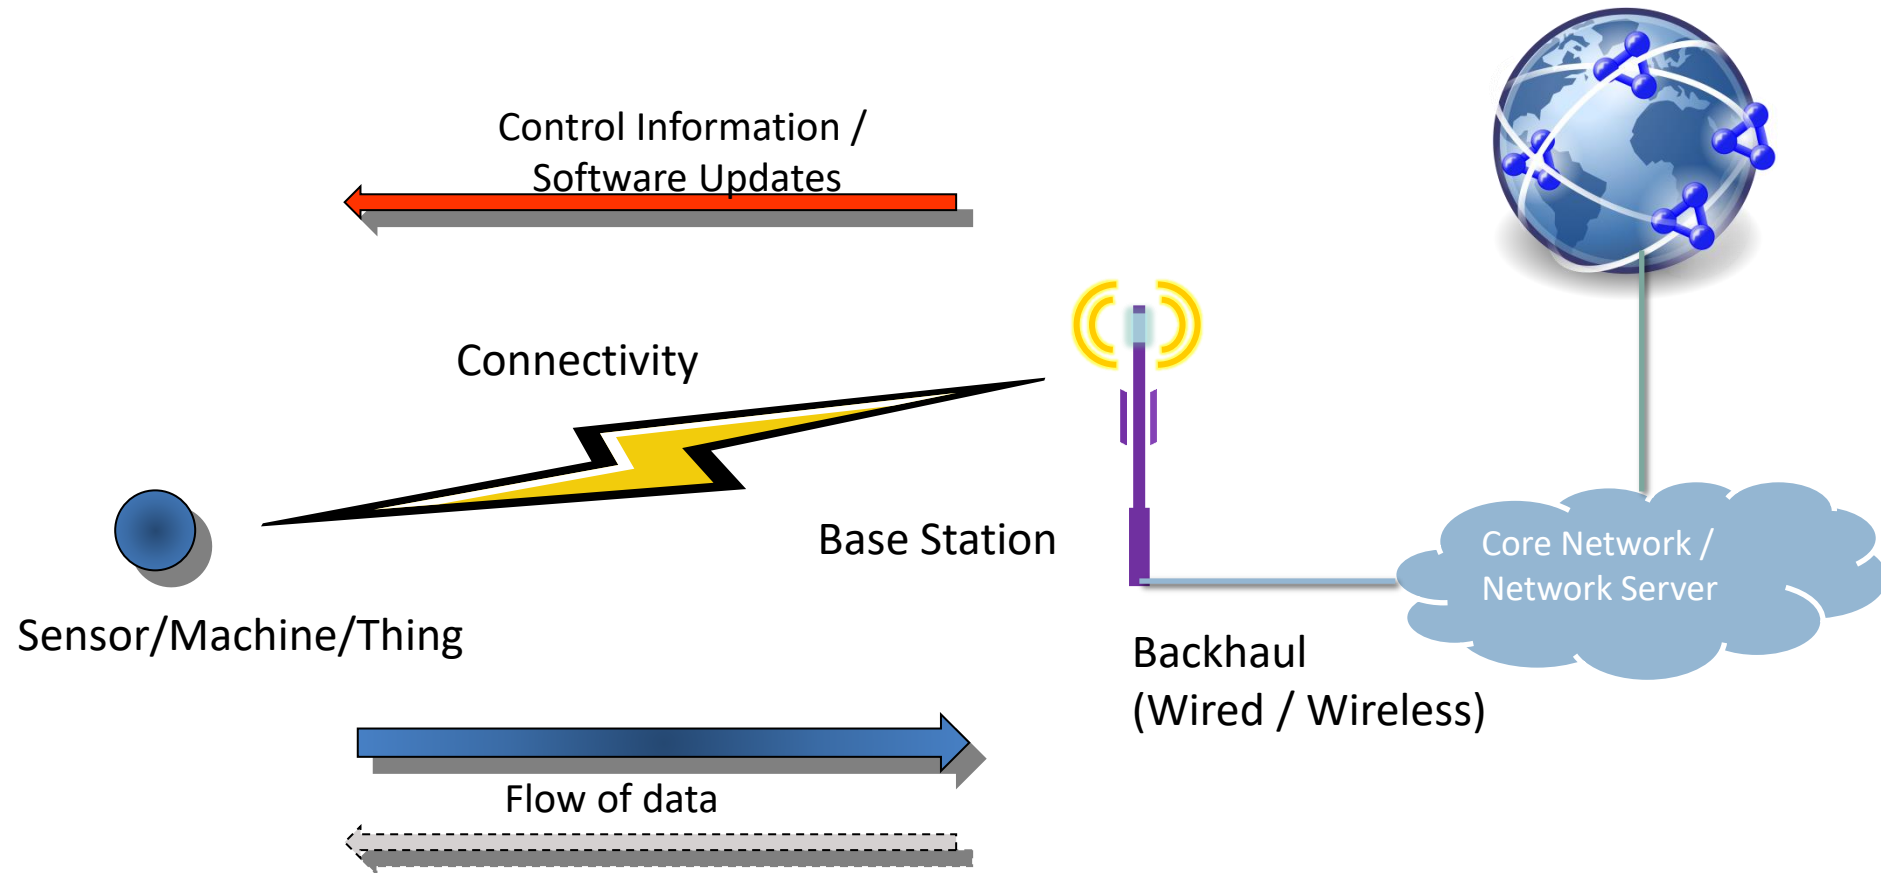 Control Information /
Software Updates
Connectivity
Base Station
Core Network /
Network Server
Sensor/Machine/Thing
Backhaul
(Wired / Wireless)
Flow of data